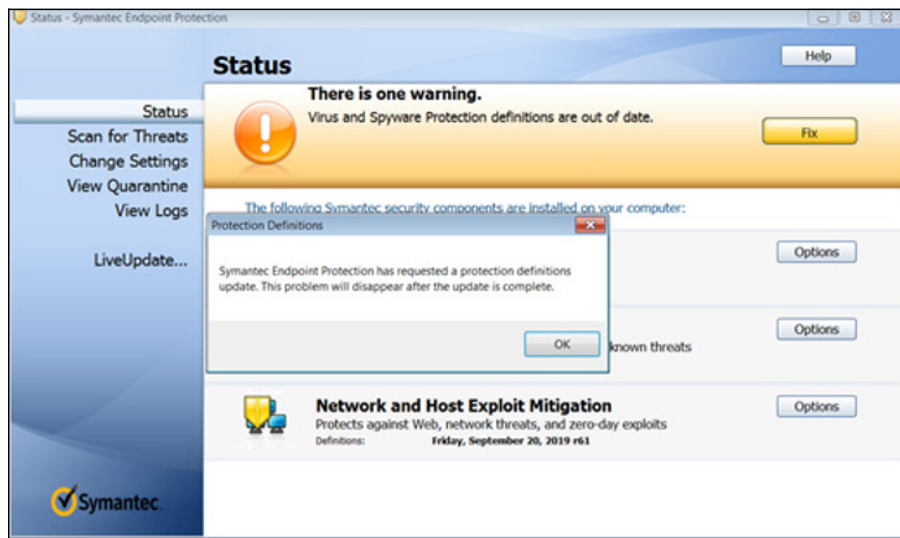 Status - Symantec Endpoint Protection
Status
Help
There is one warning.
Virus and Spyware Protection definitions are out of date.
Fix
Status
Scan for Threats
Change Settings
View Quarantine
View Logs
LiveUpdate...
The following Symantec security components are installed on your computer:
Protection Definitions
Symantec Endpoint Protection has requested a protection definitions
update. This problem will disappear after the update is complete.
OK
Options
known threats
Options
Network and Host Exploit Mitigation
Protects against Web, network threats, and zero-day exploits
Definitions: Friday, September 20, 2019 r61
Options
Symantec.